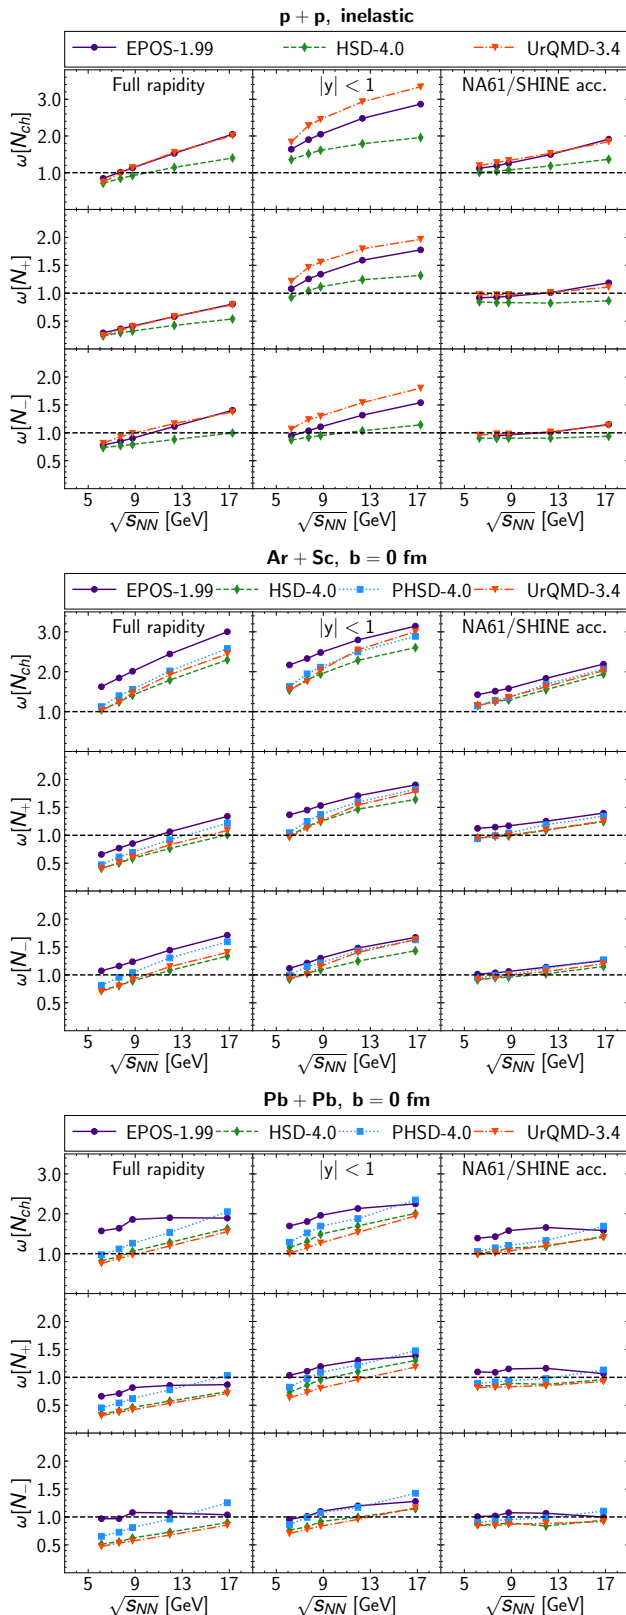 p + p, inelastic
EPOS-1.99 HSD-4.0 UrQMD-3.4
Full rapidity |y| < 1 NA61/SHINE acc.
ω[N_ch]
3.0
2.0
1.0
ω[N_+]
2.0
1.5
1.0
0.5
ω[N_−]
2.0
1.5
1.0
0.5
5 9 13 17 5 9 13 17 5 9 13 17
√s_NN [GeV] √s_NN [GeV] √s_NN [GeV]
Ar + Sc, b = 0 fm
EPOS-1.99 HSD-4.0 PHSD-4.0 UrQMD-3.4
Full rapidity |y| < 1 NA61/SHINE acc.
ω[N_ch]
3.0
2.0
1.0
ω[N_+]
2.0
1.5
1.0
0.5
ω[N_−]
2.0
1.5
1.0
0.5
5 9 13 17 5 9 13 17 5 9 13 17
√s_NN [GeV] √s_NN [GeV] √s_NN [GeV]
Pb + Pb, b = 0 fm
EPOS-1.99 HSD-4.0 PHSD-4.0 UrQMD-3.4
Full rapidity |y| < 1 NA61/SHINE acc.
ω[N_ch]
3.0
2.0
1.0
ω[N_+]
2.0
1.5
1.0
0.5
ω[N_−]
2.0
1.5
1.0
0.5
5 9 13 17 5 9 13 17 5 9 13 17
√s_NN [GeV] √s_NN [GeV] √s_NN [GeV]